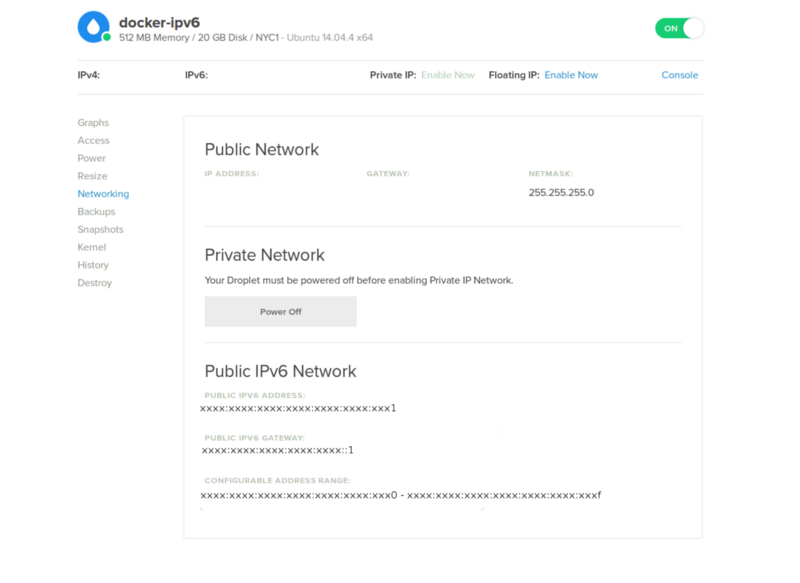 docker-ipv6
512 MB Memory / 20 GB Disk / NYC1 - Ubuntu 14.04.4 x64
ON
IPv4: IPv6: Private IP: Enable Now Floating IP: Enable Now Console
Graphs
Access
Power
Resize
Networking
Backups
Snapshots
Kernel
History
Destroy
Public Network
IP ADDRESS: GATEWAY: NETMASK:
255.255.255.0
Private Network
Your Droplet must be powered off before enabling Private IP Network.
Power Off
Public IPv6 Network
PUBLIC IPV6 ADDRESS:
xxxx:xxxx:xxxx:xxxx:xxxx:xxxx:xxx1
PUBLIC IPV6 GATEWAY:
xxxx:xxxx:xxxx:xxxx:xxxx::1
CONFIGURABLE ADDRESS RANGE:
xxxx:xxxx:xxxx:xxxx:xxxx:xxxx:xxx0 - xxxx:xxxx:xxxx:xxxx:xxxx:xxxx:xxxf